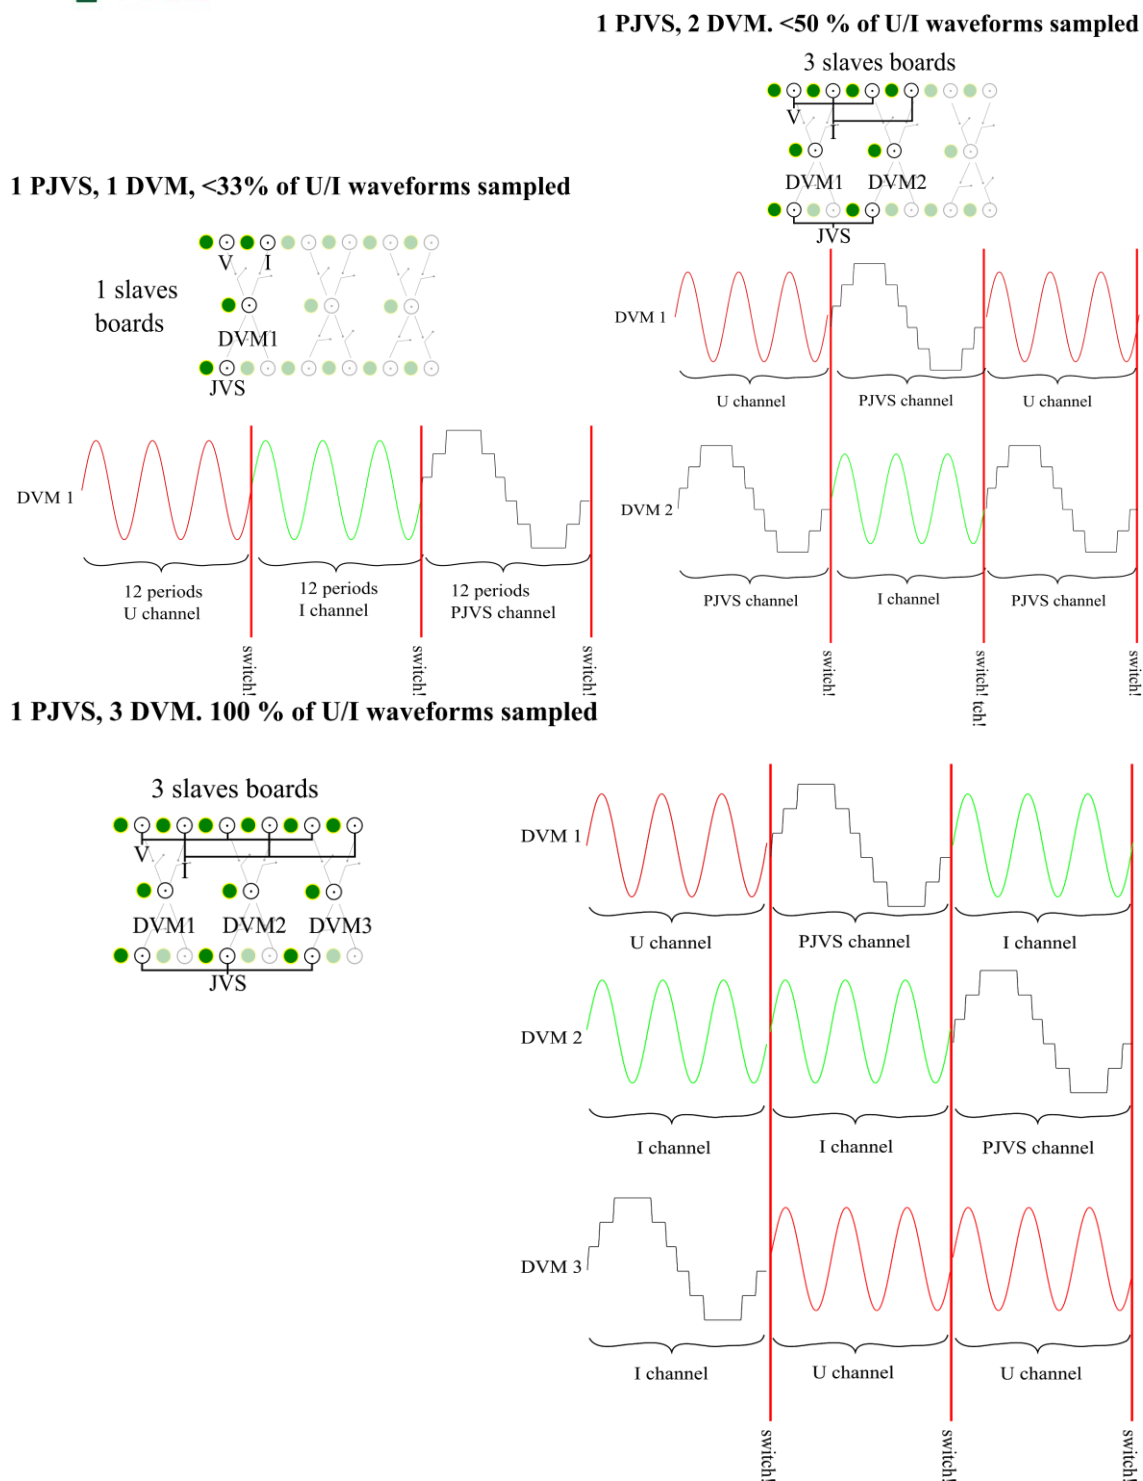 1 PJVS, 2 DVM. <50 % of U/I waveforms sampled
3 slaves boards
V
I
DVM1 DVM2
JVS
DVM 1
U channel PJVS channel U channel
DVM 2
PJVS channel I channel PJVS channel
switch! switch! tch! switch!
1 PJVS, 1 DVM, <33% of U/I waveforms sampled
1 slaves
boards
V I
DVM1
JVS
DVM 1
12 periods
U channel
12 periods
I channel
12 periods
PJVS channel
switch! switch! switch!
1 PJVS, 3 DVM. 100 % of U/I waveforms sampled
3 slaves boards
V
I
DVM1 DVM2 DVM3
JVS
DVM 1
U channel PJVS channel I channel
DVM 2
I channel I channel PJVS channel
DVM 3
I channel U channel U channel
switch! switch! switch!